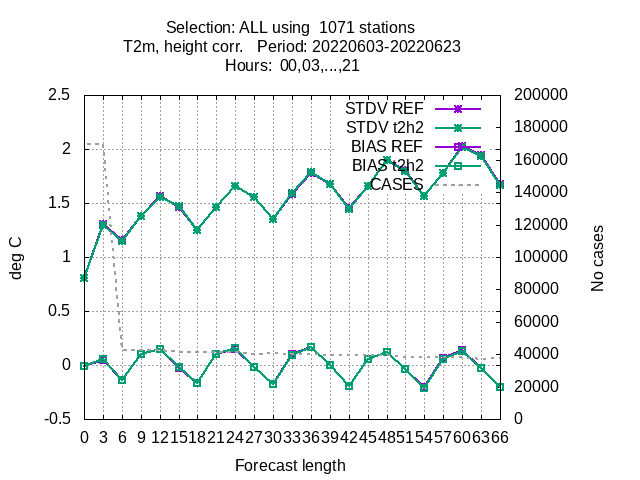 Selection: ALL using  1071 stations
T2m, height corr.   Period: 20220603-20220623
Hours:  00,03,...,21
2.5
2
1.5
1
0.5
0
-0.5
deg C
STDV REF
STDV t2h2
BIAS REF
BIAS t2h2
CASES
200000
180000
160000
140000
120000
100000
80000
60000
40000
20000
0
No cases
0 3 6 9 12 15 18 21 24 27 30 33 36 39 42 45 48 51 54 57 60 63 66
Forecast length